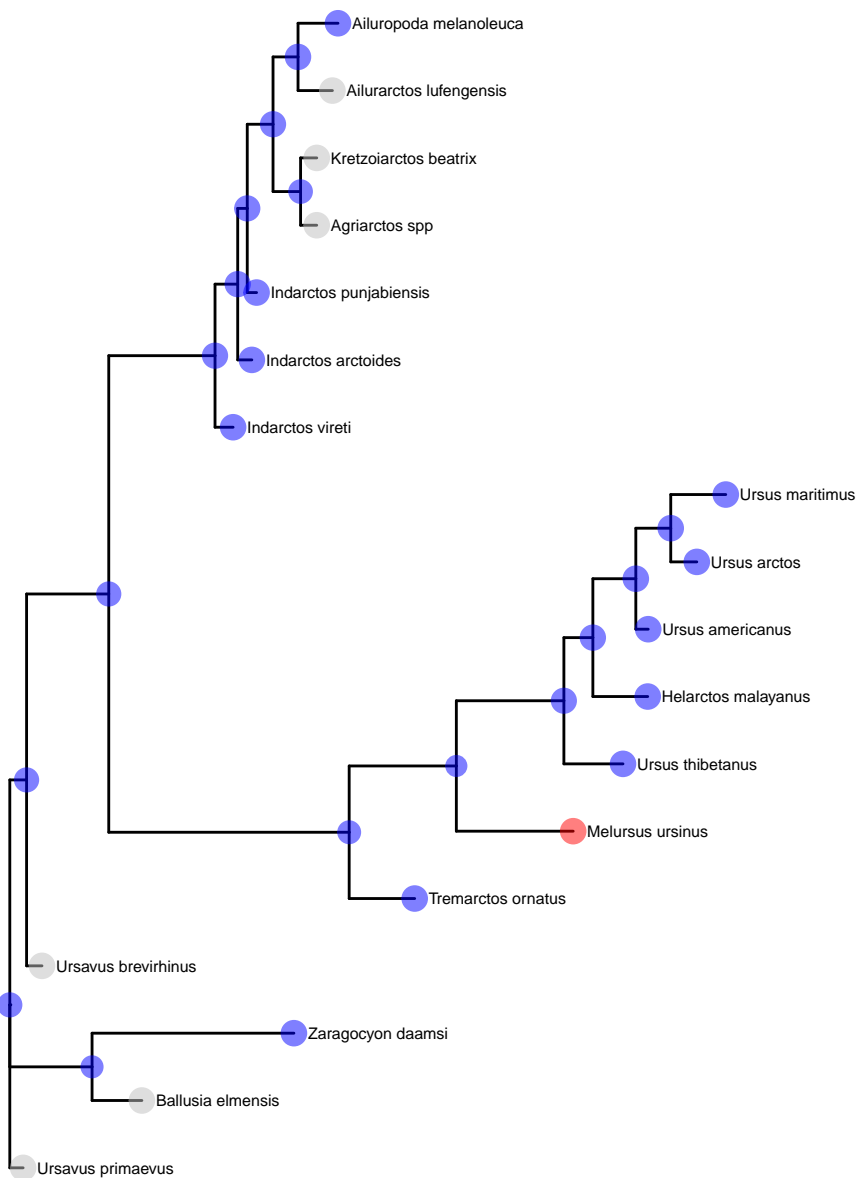 Ailuropoda melanoleuca
Ailurarctos lufengensis
Kretzoiarctos beatrix
Agriarctos spp
Indarctos punjabiensis
Indarctos arctoides
Indarctos vireti
Ursus maritimus
Ursus arctos
Ursus americanus
Helarctos malayanus
Ursus thibetanus
Melursus ursinus
Tremarctos ornatus
Ursavus brevirhinus
Zaragocyon daamsi
Ballusia elmensis
Ursavus primaevus